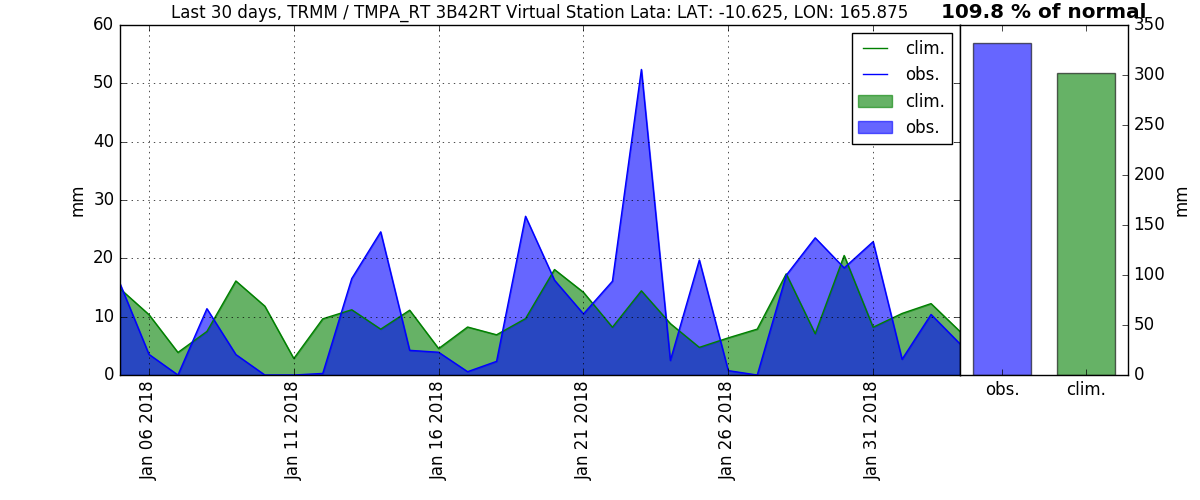 Last 30 days, TRMM / TMPA_RT 3B42RT Virtual Station Lata: LAT: -10.625, LON: 165.875
109.8 % of normal
60
50
40
30
20
10
0
mm
clim.
obs.
clim.
obs.
Jan 06 2018
Jan 11 2018
Jan 16 2018
Jan 21 2018
Jan 26 2018
Jan 31 2018
350
300
250
200
150
100
50
0
mm
obs.
clim.